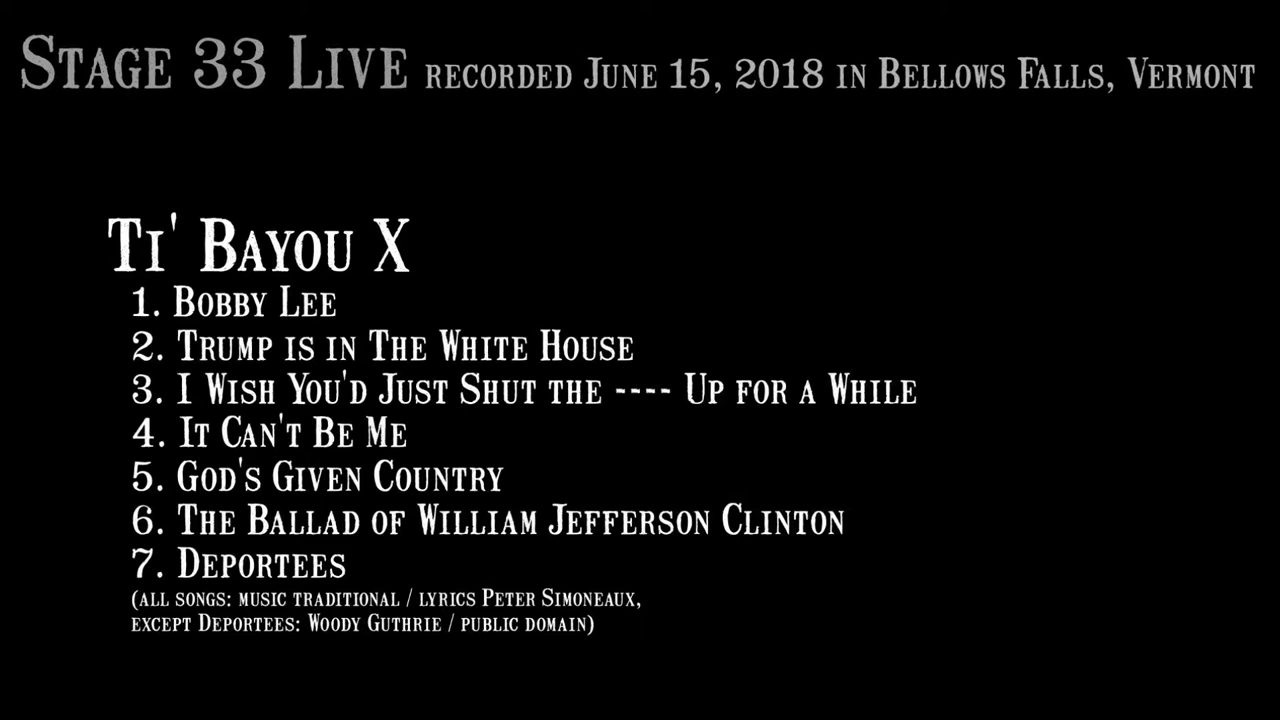 Stage 33 Live recorded June 15, 2018 in Bellows Falls, Vermont
Ti' Bayou X
1. Bobby Lee
2. Trump is in The White House
3. I Wish You'd Just Shut the ---- Up for a While
4. It Can't Be Me
5. God's Given Country
6. The Ballad of William Jefferson Clinton
7. Deportees
(all songs: music traditional / lyrics Peter Simoneaux,
except Deportees: Woody Guthrie / public domain)